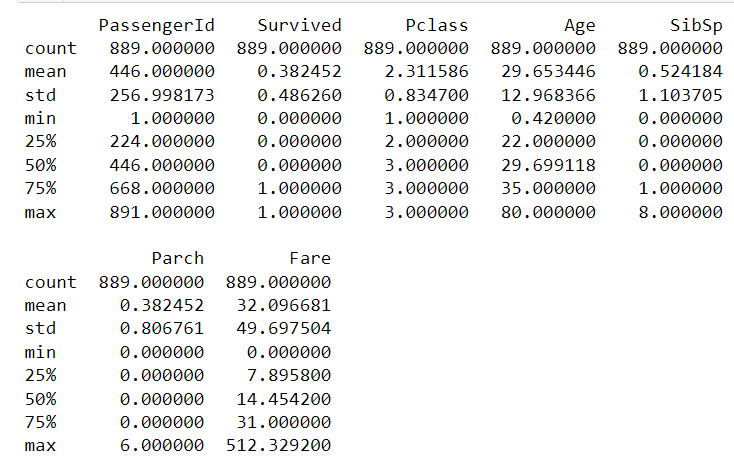 PassengerId Survived Pclass Age SibSp
count 889.000000 889.000000 889.000000 889.000000 889.000000
mean 446.000000 0.382452 2.311586 29.653446 0.524184
std 256.998173 0.486260 0.834700 12.968366 1.103705
min 1.000000 0.000000 1.000000 0.420000 0.000000
25% 224.000000 0.000000 2.000000 22.000000 0.000000
50% 446.000000 0.000000 3.000000 29.699118 0.000000
75% 668.000000 1.000000 3.000000 35.000000 1.000000
max 891.000000 1.000000 3.000000 80.000000 8.000000
Parch Fare
count 889.000000 889.000000
mean 0.382452 32.096681
std 0.806761 49.697504
min 0.000000 0.000000
25% 0.000000 7.895800
50% 0.000000 14.454200
75% 0.000000 31.000000
max 6.000000 512.329200